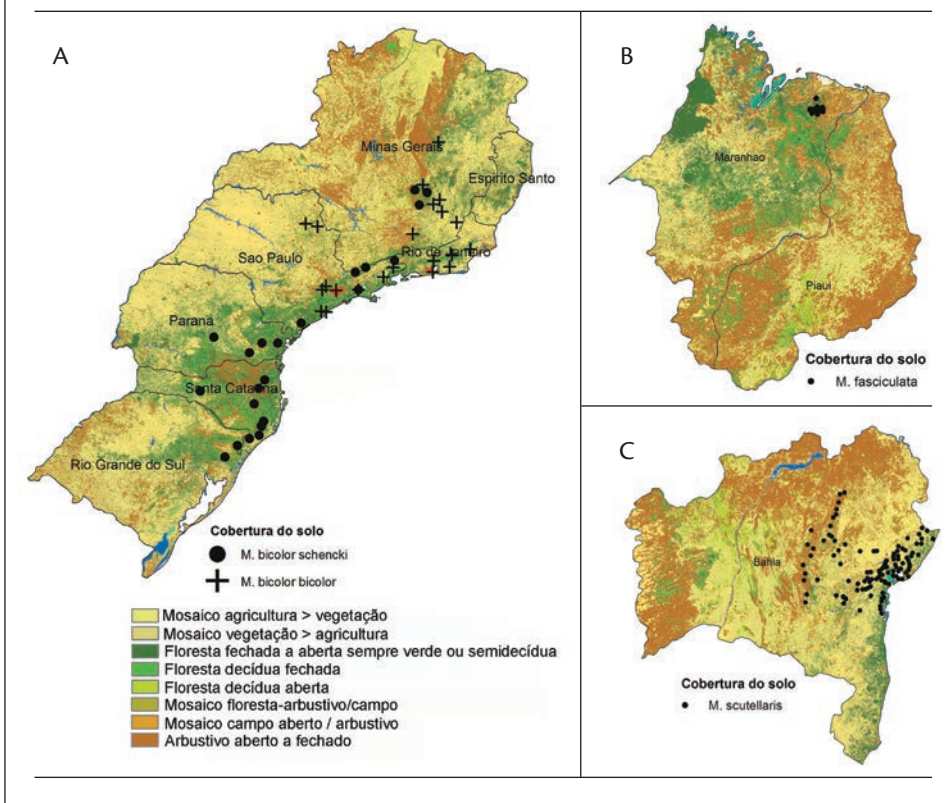 A
Minas Gerais
Espirito Santo
Rio de Janeiro
Sao Paulo
Parana
Santa Catarina
Rio Grande do Sul
Cobertura do solo
M. bicolor schencki
M. bicolor bicolor
Mosaico agricultura > vegetação
Mosaico vegetação > agricultura
Floresta fechada a aberta sempre verde ou semidecídua
Floresta decídua fechada
Floresta decídua aberta
Mosaico floresta-arbustivo/campo
Mosaico campo aberto / arbustivo
Arbustivo aberto a fechado
B
Maranhao
Piaui
Cobertura do solo
M. fasciculata
C
Bahia
Cobertura do solo
M. scutellaris